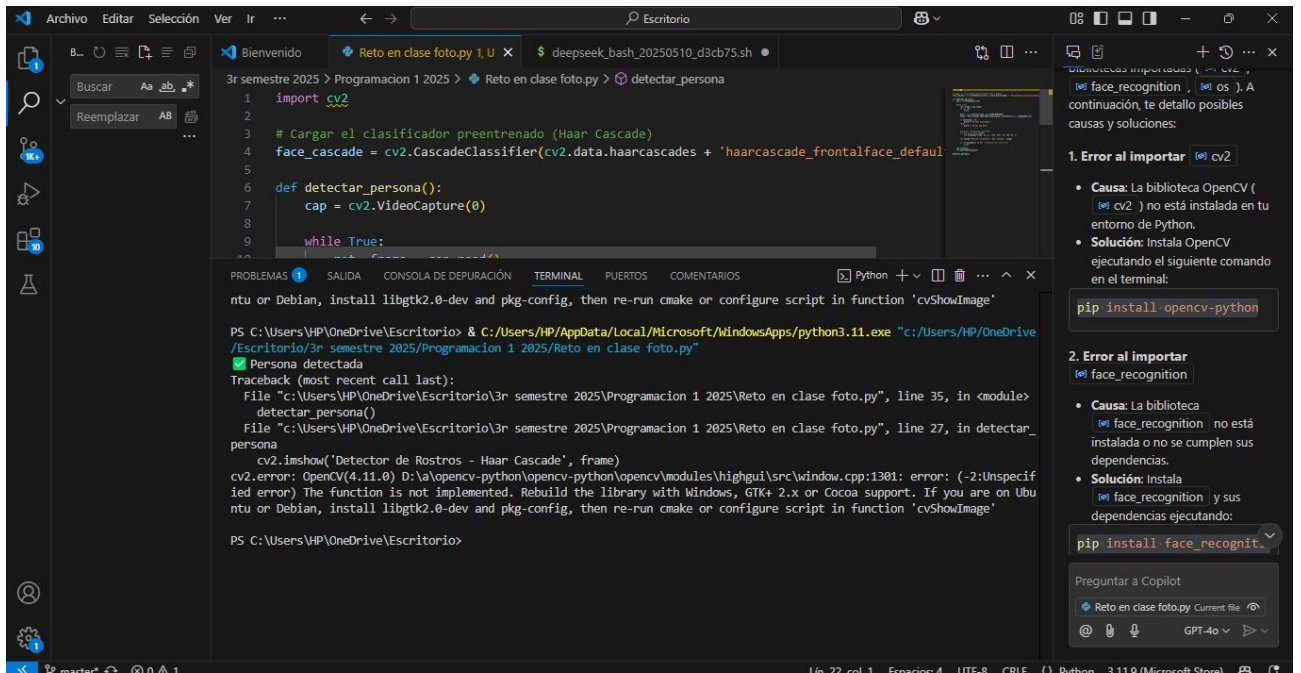 Archivo Editar Selección Ver Ir ··· ← → Escritorio
B... Bienvenido Reto en clase foto.py 1, U × $ deepseek_bash_20250510_d3cb75.sh ●
Buscar Aa ab, .*
Reemplazar AB
3r semestre 2025 > Programacion 1 2025 > Reto en clase foto.py > detectar_persona
1 import cv2
2
3 # Cargar el clasificador preentrenado (Haar Cascade)
4 face_cascade = cv2.CascadeClassifier(cv2.data.haarcascades + 'haarcascade_frontalface_defaul
5
6 def detectar_persona():
7 cap = cv2.VideoCapture(0)
8
9 while True:
PROBLEMAS 1 SALIDA CONSOLA DE DEPURACIÓN TERMINAL PUERTOS COMENTARIOS Python
ntu or Debian, install libgtk2.0-dev and pkg-config, then re-run cmake or configure script in function 'cvShowImage'
PS C:\Users\HP\OneDrive\Escritorio> & C:/Users/HP/AppData/Local/Microsoft/WindowsApps/python3.11.exe "c:/Users/HP/OneDrive
/Escritorio/3r semestre 2025/Programacion 1 2025/Reto en clase foto.py"
✅ Persona detectada
Traceback (most recent call last):
File "c:\Users\HP\OneDrive\Escritorio\3r semestre 2025\Programacion 1 2025\Reto en clase foto.py", line 35, in <module>
detectar_persona()
File "c:\Users\HP\OneDrive\Escritorio\3r semestre 2025\Programacion 1 2025\Reto en clase foto.py", line 27, in detectar_
persona
cv2.imshow('Detector de Rostros - Haar Cascade', frame)
cv2.error: OpenCV(4.11.0) D:\a\opencv-python\opencv-python\opencv\modules\highgui\src\window.cpp:1301: error: (-2:Unspecif
ied error) The function is not implemented. Rebuild the library with Windows, GTK+ 2.x or Cocoa support. If you are on Ubu
ntu or Debian, install libgtk2.0-dev and pkg-config, then re-run cmake or configure script in function 'cvShowImage'
PS C:\Users\HP\OneDrive\Escritorio>
1
1K+
10
1
bibliotecas importadas ( cv2 ,
face_recognition , os ). A
continuación, te detallo posibles
causas y soluciones:
1. Error al importar cv2
• Causa: La biblioteca OpenCV (
cv2 ) no está instalada en tu
entorno de Python.
• Solución: Instala OpenCV
ejecutando el siguiente comando
en el terminal:
pip install opencv-python
2. Error al importar
face_recognition
• Causa: La biblioteca
face_recognition no está
instalada o no se cumplen sus
dependencias.
• Solución: Instala
face_recognition y sus
dependencias ejecutando:
pip install face_recognit
Preguntar a Copilot
Reto en clase foto.py Current file
@ GPT-4o
master* 0 1 Lín. 22, col. 1 Espacios: 4 UTF-8 CRLF {} Python 3.11.9 (Microsoft Store)